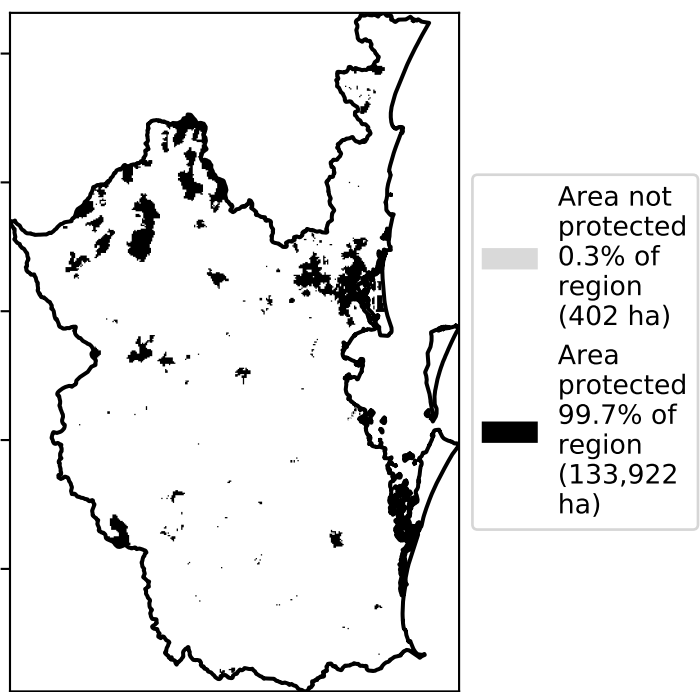 Area not
protected
0.3% of
region
(402 ha)
Area
protected
99.7% of
region
(133,922
ha)